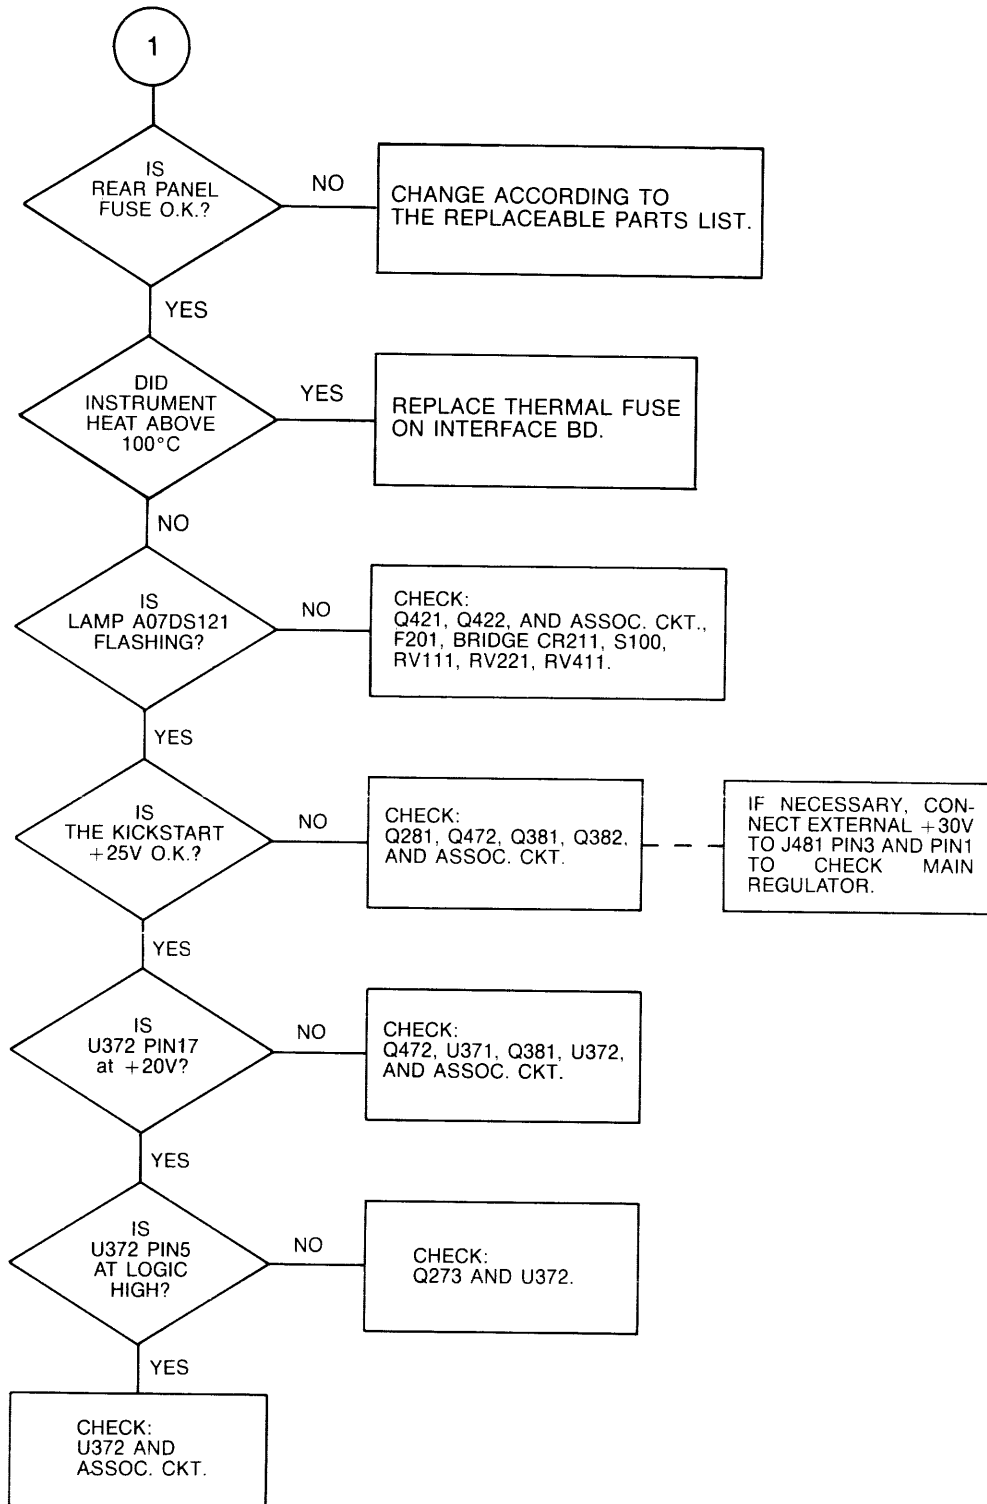 1
IS
REAR PANEL
FUSE O.K.?
NO
CHANGE ACCORDING TO
THE REPLACEABLE PARTS LIST.
YES
DID
INSTRUMENT
HEAT ABOVE
100°C
YES
REPLACE THERMAL FUSE
ON INTERFACE BD.
NO
IS
LAMP A07DS121
FLASHING?
NO
CHECK:
Q421, Q422, AND ASSOC. CKT.,
F201, BRIDGE CR211, S100,
RV111, RV221, RV411.
YES
IS
THE KICKSTART
+25V O.K.?
NO
CHECK:
Q281, Q472, Q381, Q382,
AND ASSOC. CKT.
IF NECESSARY, CON-
NECT EXTERNAL +30V
TO J481 PIN3 AND PIN1
TO CHECK MAIN
REGULATOR.
YES
IS
U372 PIN17
at +20V?
NO
CHECK:
Q472, U371, Q381, U372,
AND ASSOC. CKT.
YES
IS
U372 PIN5
AT LOGIC
HIGH?
NO
CHECK:
Q273 AND U372.
YES
CHECK:
U372 AND
ASSOC. CKT.